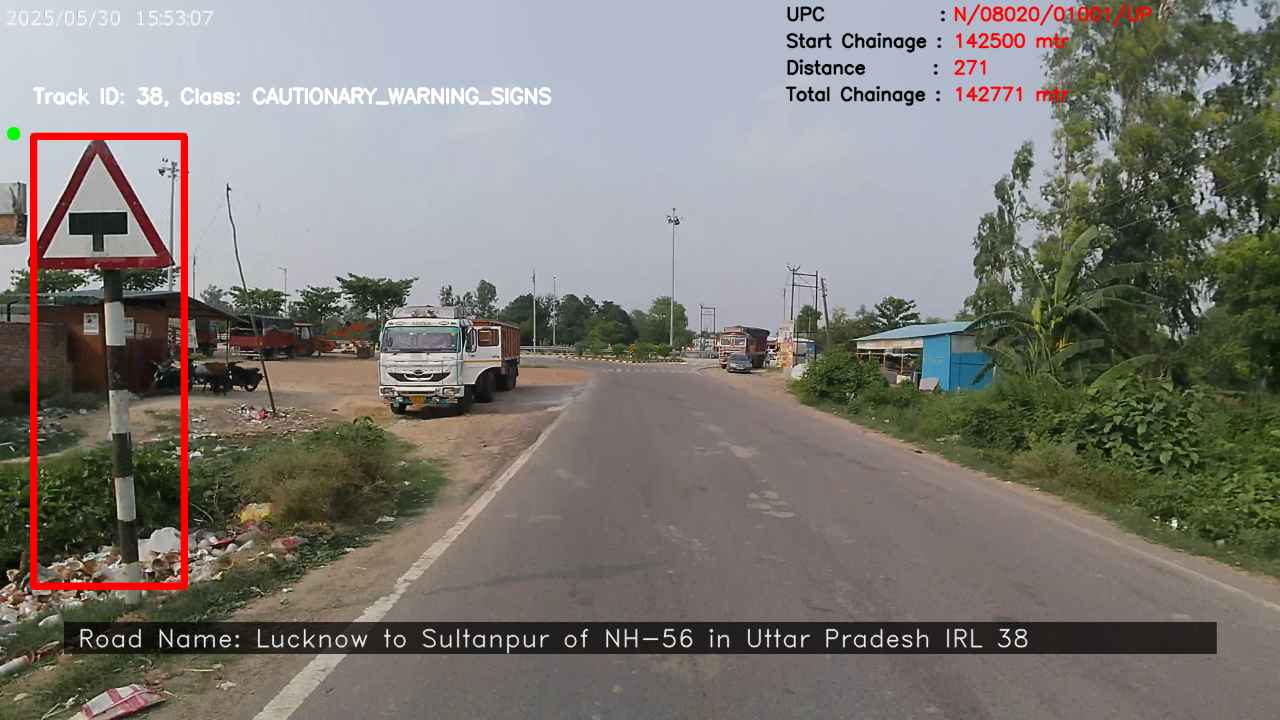 2025/05/30 15:53:07
UPC : N/08020/01001/UP
Start Chainage : 142500 mtr
Distance : 271
Total Chainage : 142771 mtr
Track ID: 38, Class: CAUTIONARY_WARNING_SIGNS
Road Name: Lucknow to Sultanpur of NH-56 in Uttar Pradesh IRL 38